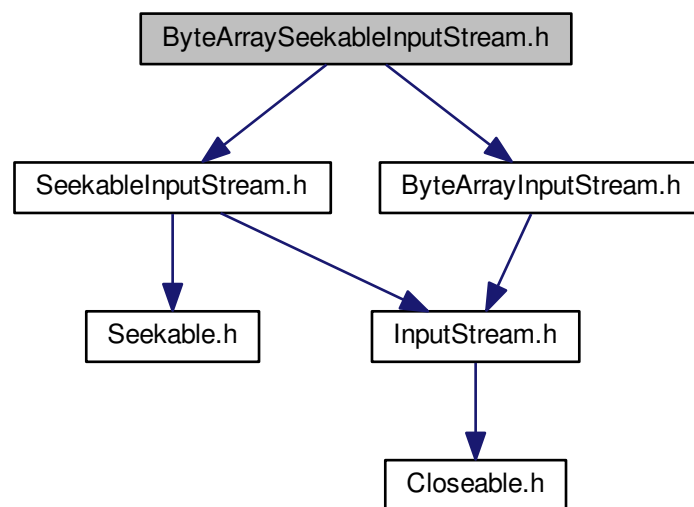 ByteArraySeekableInputStream.h
SeekableInputStream.h
ByteArrayInputStream.h
Seekable.h
InputStream.h
Closeable.h